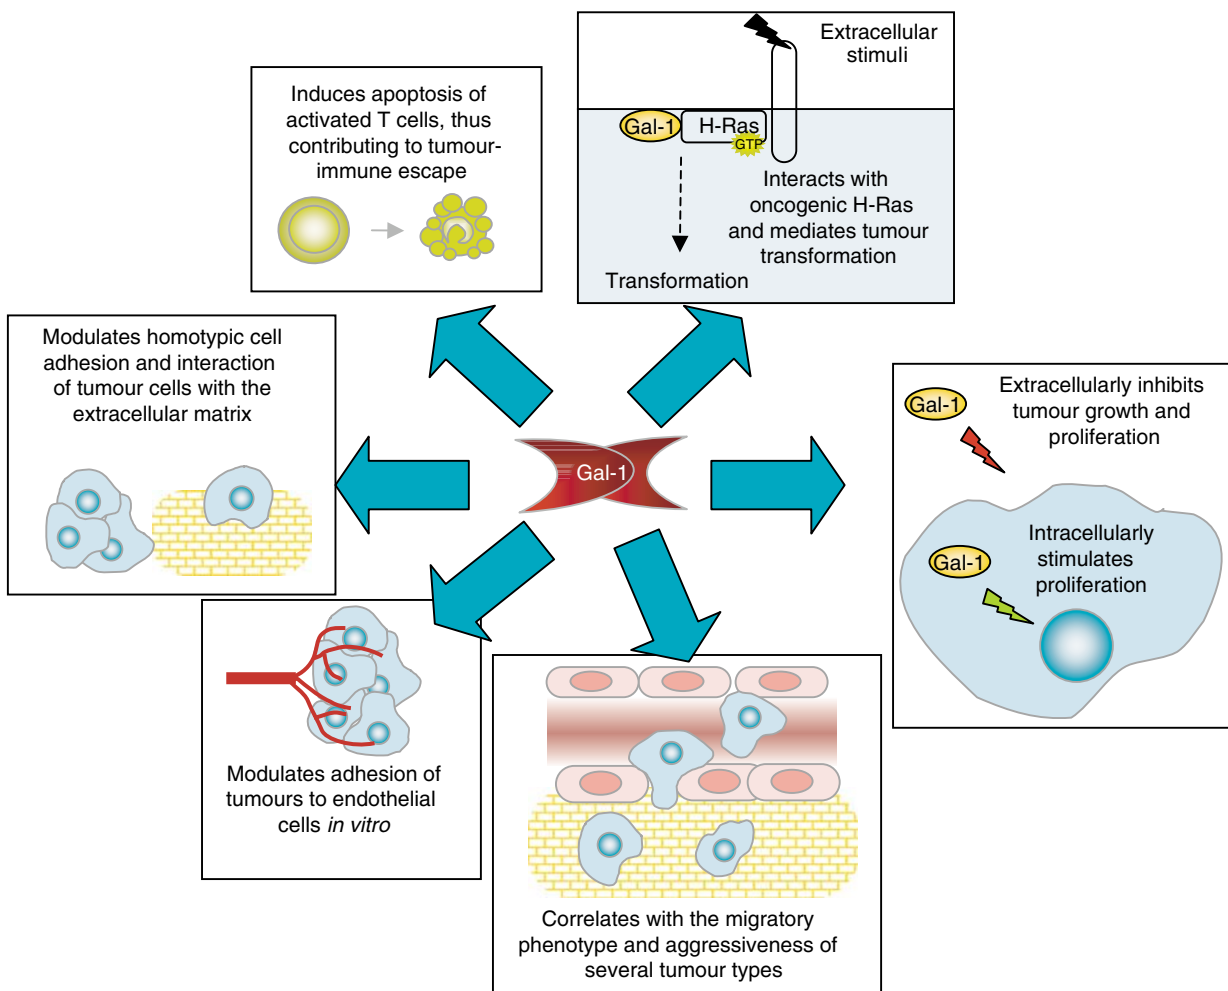 Extracellular
stimuli
Gal-1
H-Ras
GTP
Interacts with
oncogenic H-Ras
and mediates tumour
transformation
Transformation
Induces apoptosis of
activated T cells, thus
contributing to tumour-
immune escape
Modulates homotypic cell
adhesion and interaction
of tumour cells with the
extracellular matrix
Gal-1
Gal-1
Extracellularly inhibits
tumour growth and
proliferation
Gal-1
Intracellularly
stimulates
proliferation
Modulates adhesion of
tumours to endothelial
cells in vitro
Correlates with the migratory
phenotype and aggressiveness of
several tumour types